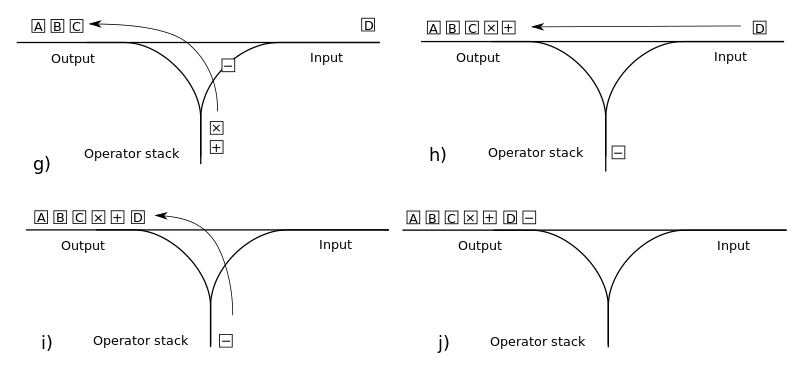 A B C D
Output Input
−
×
Operator stack +
g)
A B C × + D
Output Input
Operator stack −
h)
A B C × + D
Output Input
Operator stack −
i)
A B C × + D −
Output Input
Operator stack
j)